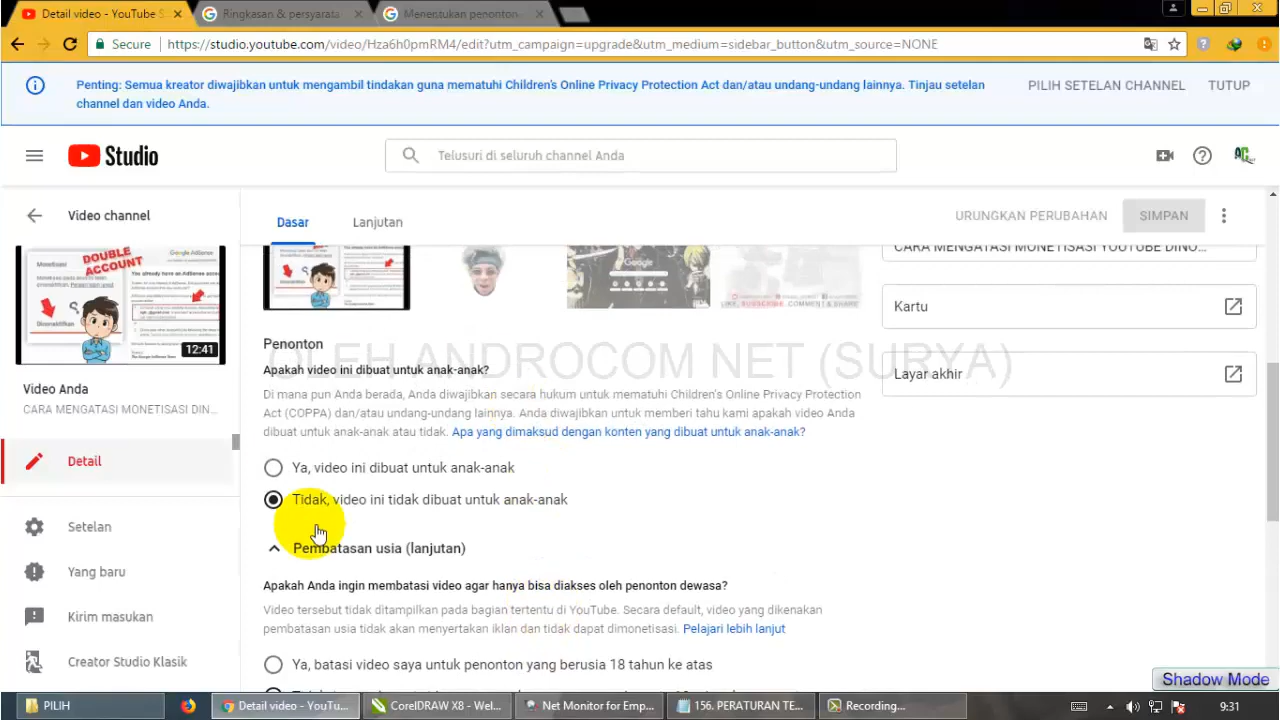 Detail video - YouTube S
Ringkasan & persyarata
Menentukan penonton
Secure
https://studio.youtube.com/video/Hza6h0pmRM4/edit?utm_campaign=upgrade&utm_medium=sidebar_button&utm_source=NONE
Penting: Semua kreator diwajibkan untuk mengambil tindakan guna mematuhi Children's Online Privacy Protection Act dan/atau undang-undang lainnya. Tinjau setelan
channel dan video Anda.
PILIH SETELAN CHANNEL
TUTUP
Studio
Telusuri di seluruh channel Anda
Video channel
Dasar
Lanjutan
URUNGKAN PERUBAHAN
SIMPAN
DOUBLE
ACCOUNT
Google AdSense
12:41
Google
LIKE, SUBSCRIBE, COMMENT & SHARE
CARA MENGATASI MONETISASI YOUTUBE DINO...
Kartu
Layar akhir
OLEH ANDROCOM NET (SURYA)
Video Anda
CARA MENGATASI MONETISASI DIN...
Detail
Setelan
Yang baru
Kirim masukan
Creator Studio Klasik
Penonton
Apakah video ini dibuat untuk anak-anak?
Di mana pun Anda berada, Anda diwajibkan secara hukum untuk mematuhi Children's Online Privacy Protection
Act (COPPA) dan/atau undang-undang lainnya. Anda diwajibkan untuk memberi tahu kami apakah video Anda
dibuat untuk anak-anak atau tidak. Apa yang dimaksud dengan konten yang dibuat untuk anak-anak?
Ya, video ini dibuat untuk anak-anak
Tidak, video ini tidak dibuat untuk anak-anak
Pembatasan usia (lanjutan)
Apakah Anda ingin membatasi video agar hanya bisa diakses oleh penonton dewasa?
Video tersebut tidak ditampilkan pada bagian tertentu di YouTube. Secara default, video yang dikenakan
pembatasan usia tidak akan menyertakan iklan dan tidak dapat dimonetisasi. Pelajari lebih lanjut
Ya, batasi video saya untuk penonton yang berusia 18 tahun ke atas
Shadow Mode
PILIH
Detail video - YouTu...
CorelDRAW X8 - Wel...
Net Monitor for Emp...
156. PERATURAN TE...
Recording...
9:31